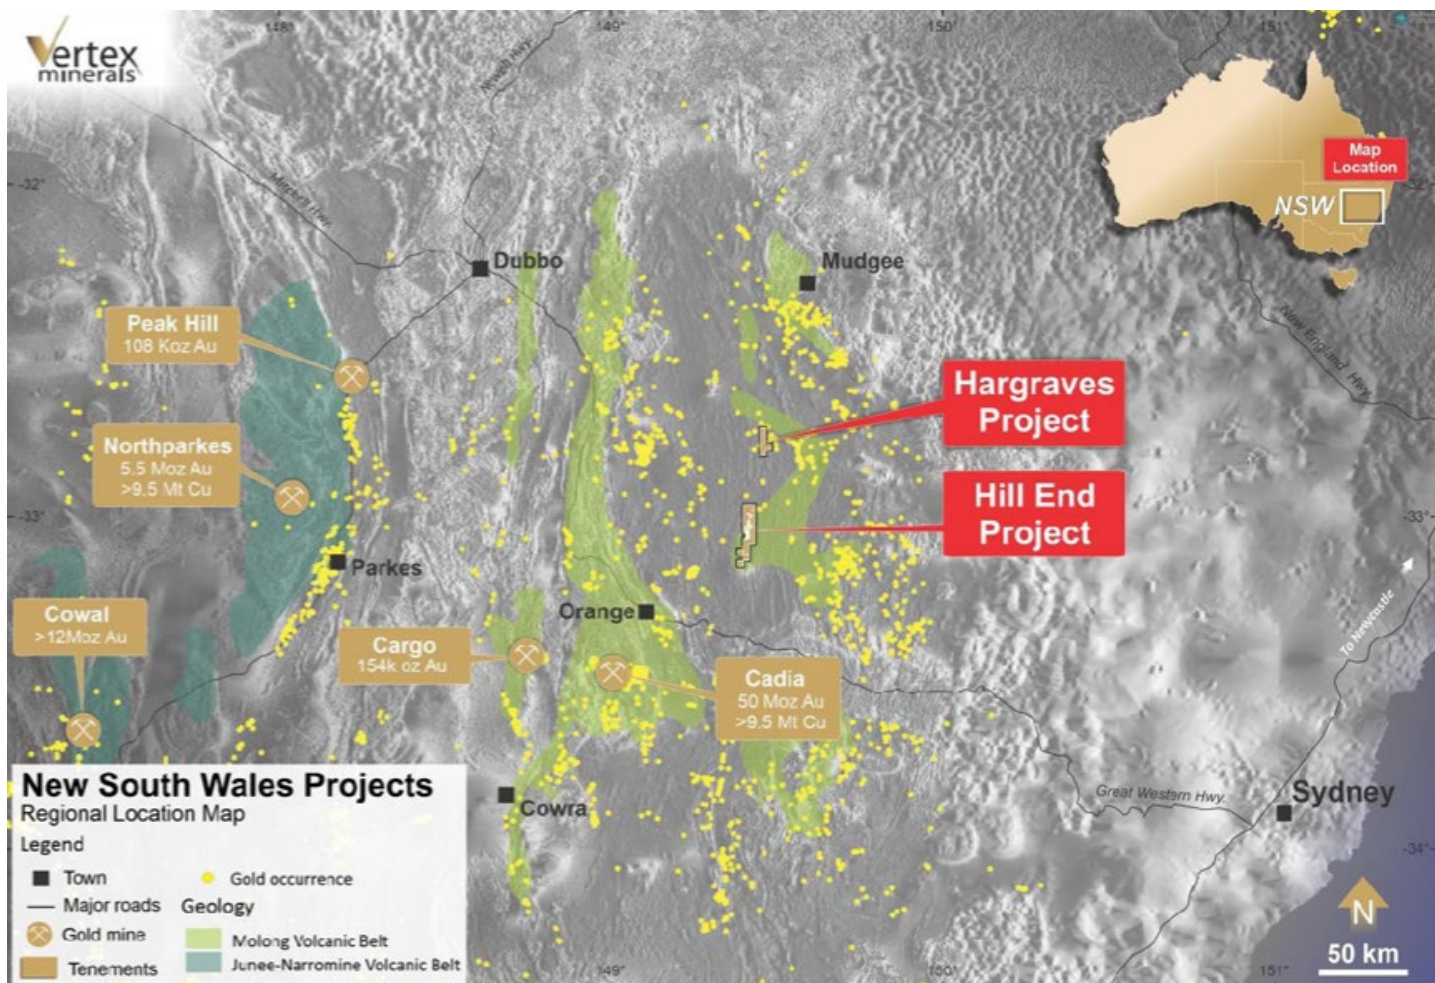 Vertex
minerals
148°
149°
150°
151°
Newell Hwy.
Mitchell Hwy.
-32°
Map
Location
NSW
Dubbo
Mudgee
Peak Hill
108 Koz Au
New England Hwy.
Hargraves
Project
Northparkes
5.5 Moz Au
>9.5 Mt Cu
Hill End
Project
-33°
-33°
Parkes
Cowal
>12Moz Au
Orange
Cargo
154k oz Au
Cadia
50 Moz Au
>9.5 Mt Cu
To Newcastle
New South Wales Projects
Regional Location Map
Legend
Town
Gold occurrence
Major roads
Geology
Gold mine
Molong Volcanic Belt
Tenements
Junee-Narromine Volcanic Belt
Cowra
Great Western Hwy.
Sydney
-34°
N
50 km
149°
150°
151°